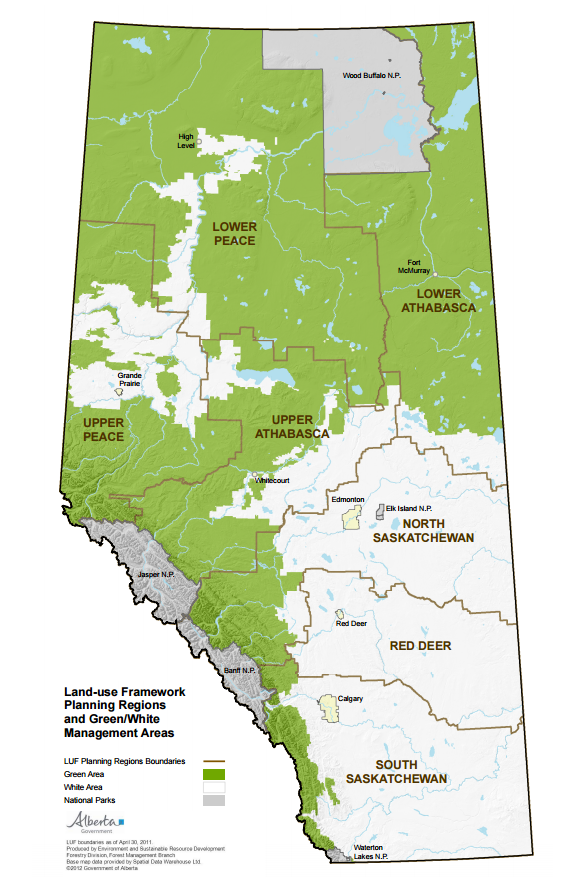 Wood Buffalo N.P.
High
Level
LOWER
PEACE
Fort
McMurray
LOWER
ATHABASCA
Grande
Prairie
UPPER
PEACE
UPPER
ATHABASCA
Whitecourt
Edmonton
Elk Island N.P.
NORTH
SASKATCHEWAN
Jasper N.P.
Red Deer
RED DEER
Banff N.P.
Calgary
SOUTH
SASKATCHEWAN
Waterton
Lakes N.P.
Land-use Framework
Planning Regions
and Green/White
Management Areas
LUF Planning Regions Boundaries
Green Area
White Area
National Parks
Alberta
Government
LUF boundaries as of April 30, 2011.
Produced by Environment and Sustainable Resource Development
Forestry Division, Forest Management Branch
Base map data provided by Spatial Data Warehouse Ltd.
©2012 Government of Alberta